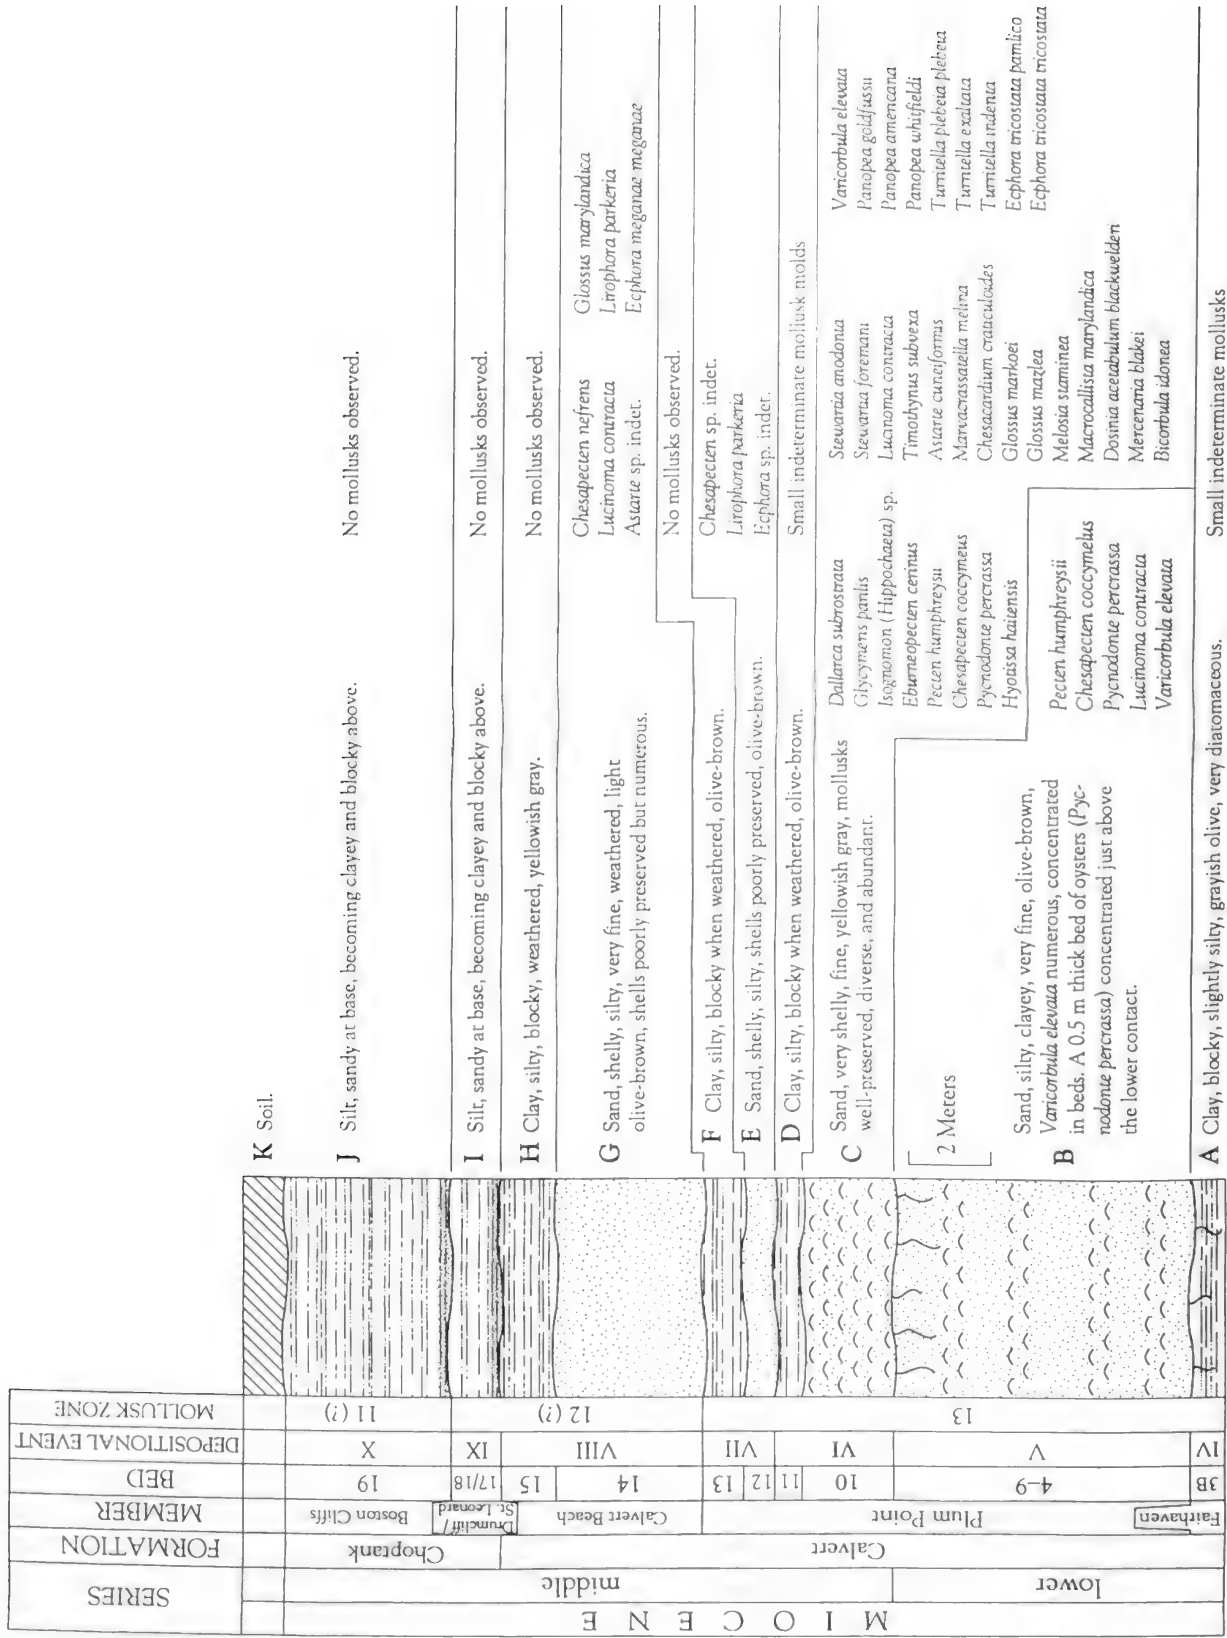 SERIES
FORMATION
MEMBER
BED
DEPOSITIONAL EVENT
MOLLUSK ZONE
MIOCENE
middle
lower
Choptank
Calvert
Boston Cliffs
Drumcliff/
St. Leonard
Calvert Beach
Plum Point
Fairhaven
19
17/18
15
14
13
12
11
10
4–9
3B
X
IX
VIII
VII
VI
V
IV
11 (?)
12 (?)
13
K Soil.
J Silt, sandy at base, becoming clayey and blocky above.
No mollusks observed.
I Silt, sandy at base, becoming clayey and blocky above.
No mollusks observed.
H Clay, silty, blocky, weathered, yellowish gray.
No mollusks observed.
G Sand, shelly, silty, very fine, weathered, light
olive-brown, shells poorly preserved but numerous.
Chesapecten nefrens
Lucinoma contracta
Astarte sp. indet.
Glossus marylandica
Lirophora parkeria
Ecphora meganae meganae
F Clay, silty, blocky when weathered, olive-brown.
No mollusks observed.
E Sand, shelly, silty, shells poorly preserved, olive-brown.
Chesapecten sp. indet.
Lirophora parkeria
Ecphora sp. indet.
D Clay, silty, blocky when weathered, olive-brown.
Small indeterminate mollusk molds
C Sand, very shelly, fine, yellowish gray, mollusks
well-preserved, diverse, and abundant.
Dallarca subrostrata
Glycymeris parilis
Isognomon (Hippochaeta) sp.
Eburneopecten cerinus
Pecten humphreysii
Chesapecten coccymeus
Pycnodonte percrassa
Hyotissa haitensis
Stewartia anodonta
Stewartia foremani
Lucinoma contracta
Timothynus subvexa
Astarte cuneiformis
Marvacrassatella melina
Chesacardium craticuloides
Glossus markoei
Glossus mazlea
Melosia staminea
Macrocallista marylandica
Dosinia acetabulum blackwelderi
Mercenaria blakei
Bicorbula idonea
Varicorbula elevata
Panopea goldfussii
Panopea americana
Panopea whitfieldi
Turritella plebeia plebeia
Turritella exaltata
Turritella indenta
Ecphora tricostata pamlico
Ecphora tricostata tricostata
2 Meters
B
Sand, silty, clayey, very fine, olive-brown,
Varicorbula elevata numerous, concentrated
in beds. A 0.5 m thick bed of oysters (Pyc-
nodonte percrassa) concentrated just above
the lower contact.
Pecten humphreysii
Chesapecten coccymelus
Pycnodonte percrassa
Lucinoma contracta
Varicorbula elevata
A Clay, blocky, slightly silty, grayish olive, very diatomaceous.
Small indeterminate mollusks